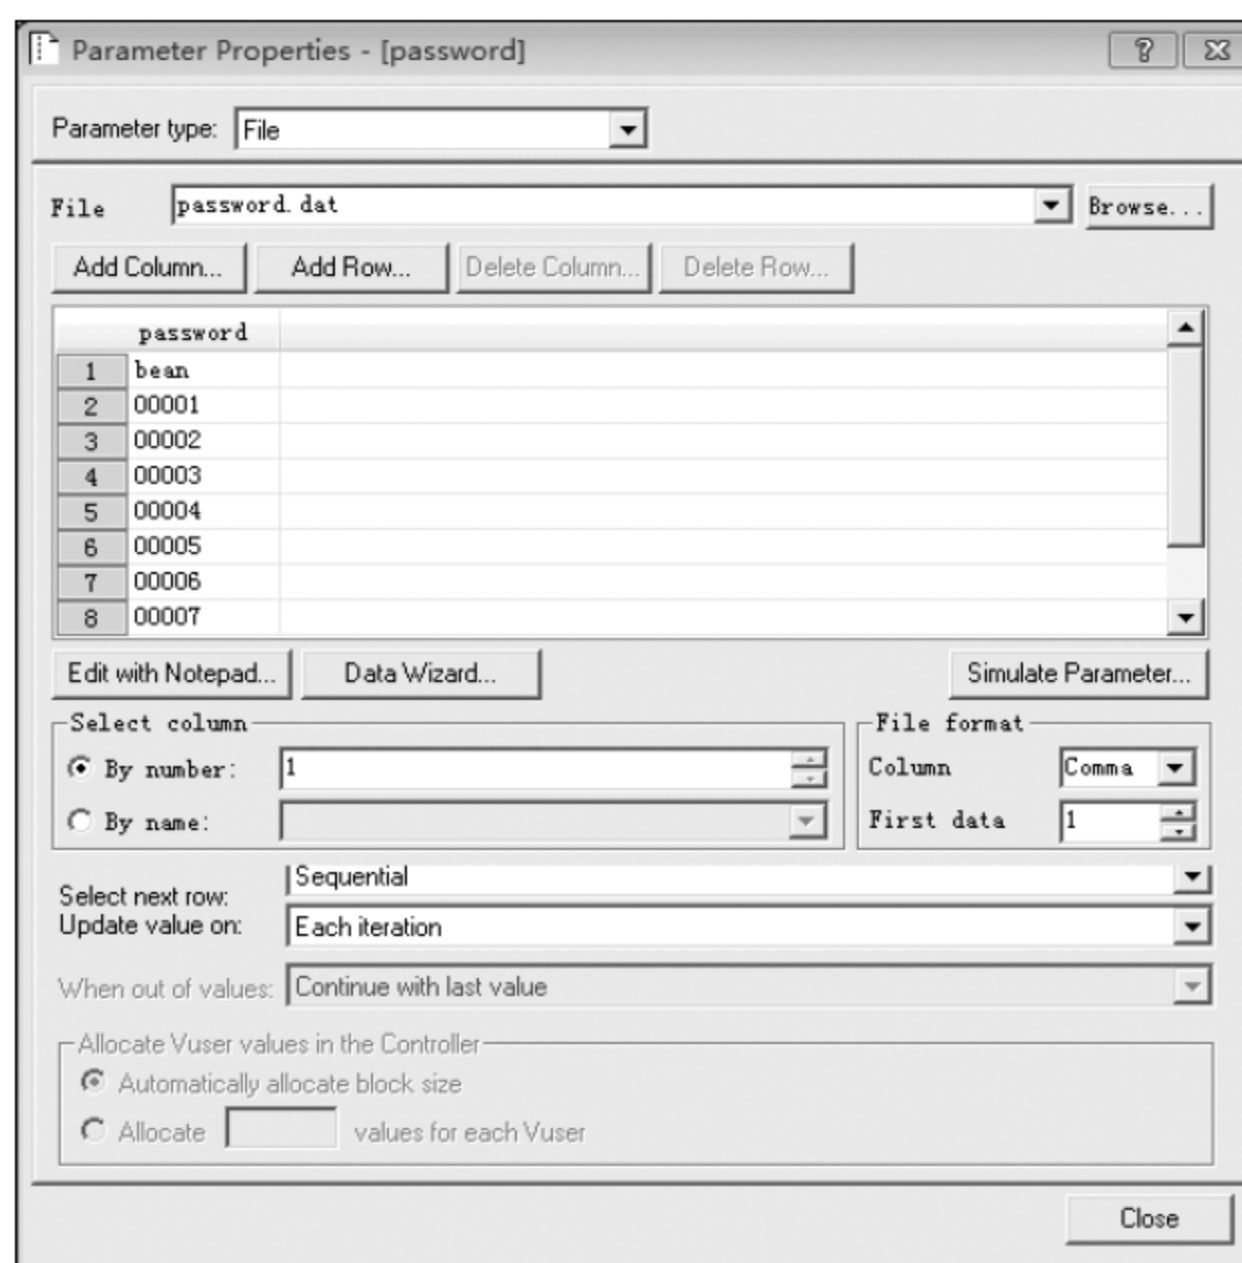 Parameter Properties - [password]
Parameter type: File
File password.dat Browse...
Add Column... Add Row... Delete Column... Delete Row...
password
1 bean
2 00001
3 00002
4 00003
5 00004
6 00005
7 00006
8 00007
Edit with Notepad... Data Wizard... Simulate Parameter...
Select column File format
By number: 1 Column Comma
By name: First data 1
Select next row: Sequential
Update value on: Each iteration
When out of values: Continue with last value
Allocate Vuser values in the Controller
Automatically allocate block size
Allocate values for each Vuser
Close